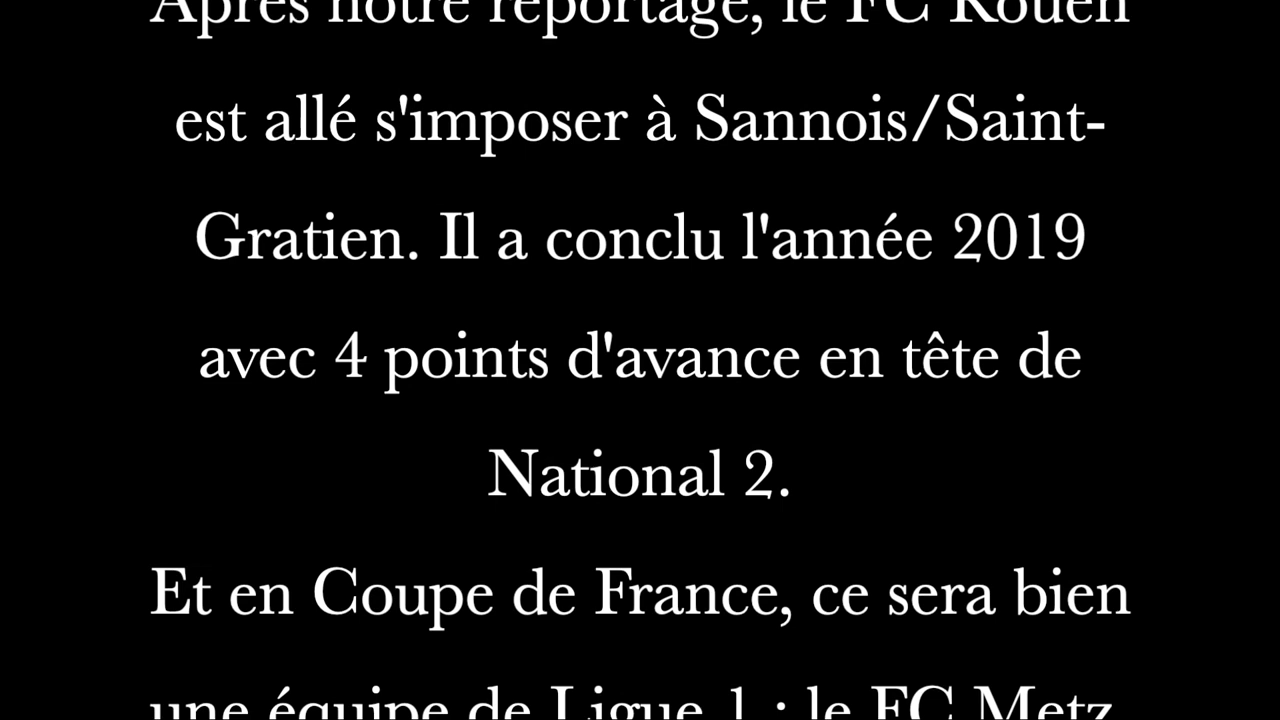 Après notre reportage, le FC Rouen
est allé s'imposer à Sannois/Saint-
Gratien. Il a conclu l'année 2019
avec 4 points d'avance en tête de
National 2.
Et en Coupe de France, ce sera bien
une équipe de Ligue 1 : le FC Metz